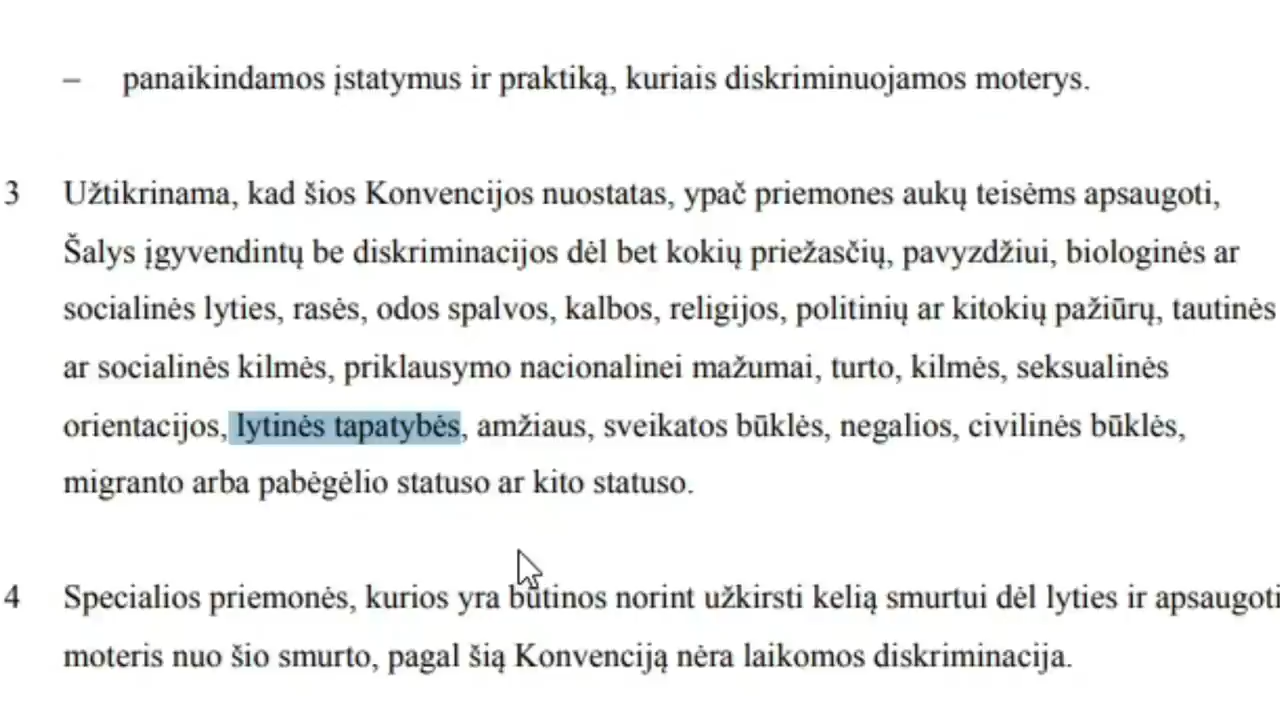 – panaikindamos įstatymus ir praktiką, kuriais diskriminuojamos moterys.
3 Užtikrinama, kad šios Konvencijos nuostatas, ypač priemones aukų teisėms apsaugoti,
Šalys įgyvendintų be diskriminacijos dėl bet kokių priežasčių, pavyzdžiui, biologinės ar
socialinės lyties, rasės, odos spalvos, kalbos, religijos, politinių ar kitokių pažiūrų, tautinės
ar socialinės kilmės, priklausymo nacionalinei mažumai, turto, kilmės, seksualinės
orientacijos, lytinės tapatybės, amžiaus, sveikatos būklės, negalios, civilinės būklės,
migranto arba pabėgėlio statuso ar kito statuso.
4 Specialios priemonės, kurios yra būtinos norint užkirsti kelią smurtui dėl lyties ir apsaugoti
moteris nuo šio smurto, pagal šią Konvenciją nėra laikomos diskriminacija.